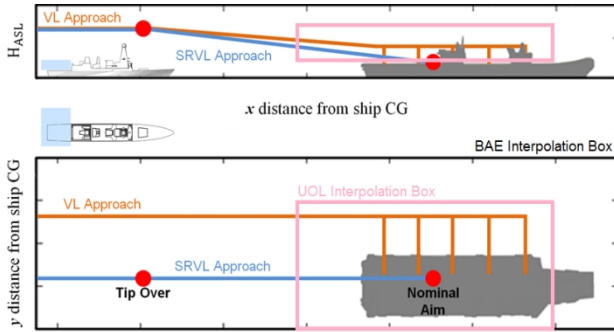 VL Approach
H_ASL
SRVL Approach
x distance from ship CG
BAE Interpolation Box
y distance from ship CG
UOL Interpolation Box
VL Approach
SRVL Approach
Tip Over
Nominal
Aim